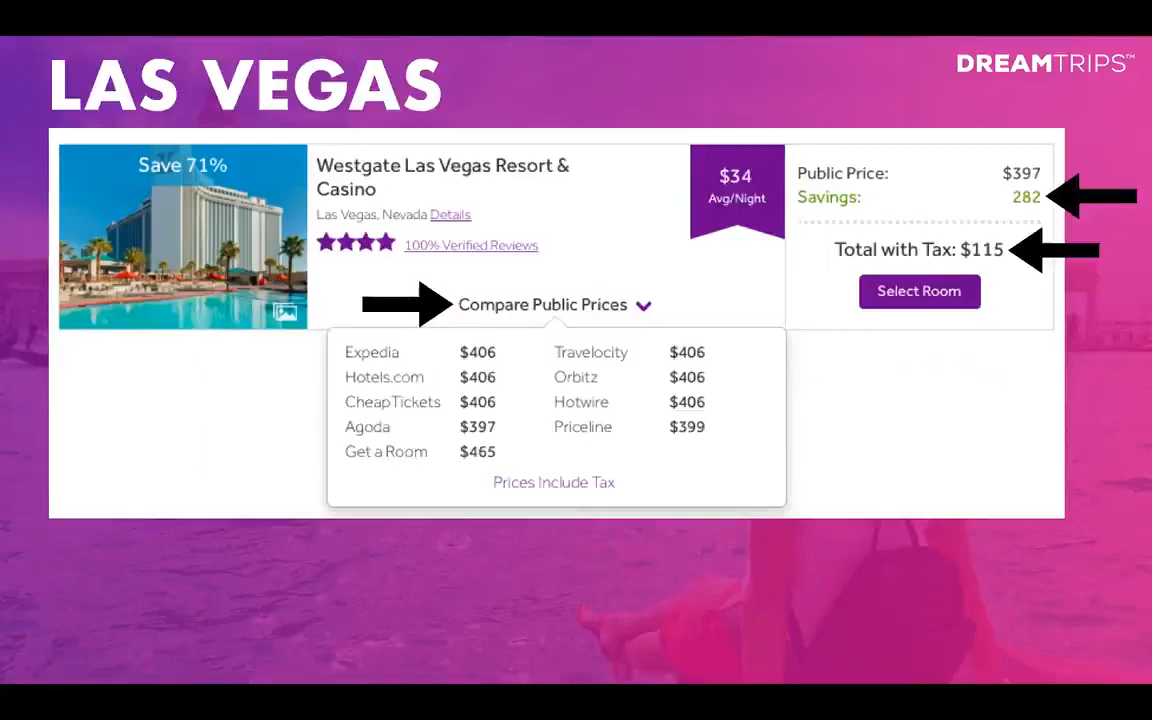 LAS VEGAS
DREAMTRIPS™
Save 71%
Westgate Las Vegas Resort &
Casino
Las Vegas, Nevada Details
100% Verified Reviews
$34
Avg/Night
Public Price: $397
Savings: 282
Total with Tax: $115
Select Room
Compare Public Prices
Expedia $406 Travelocity $406
Hotels.com $406 Orbitz $406
CheapTickets $406 Hotwire $406
Agoda $397 Priceline $399
Get a Room $465
Prices Include Tax